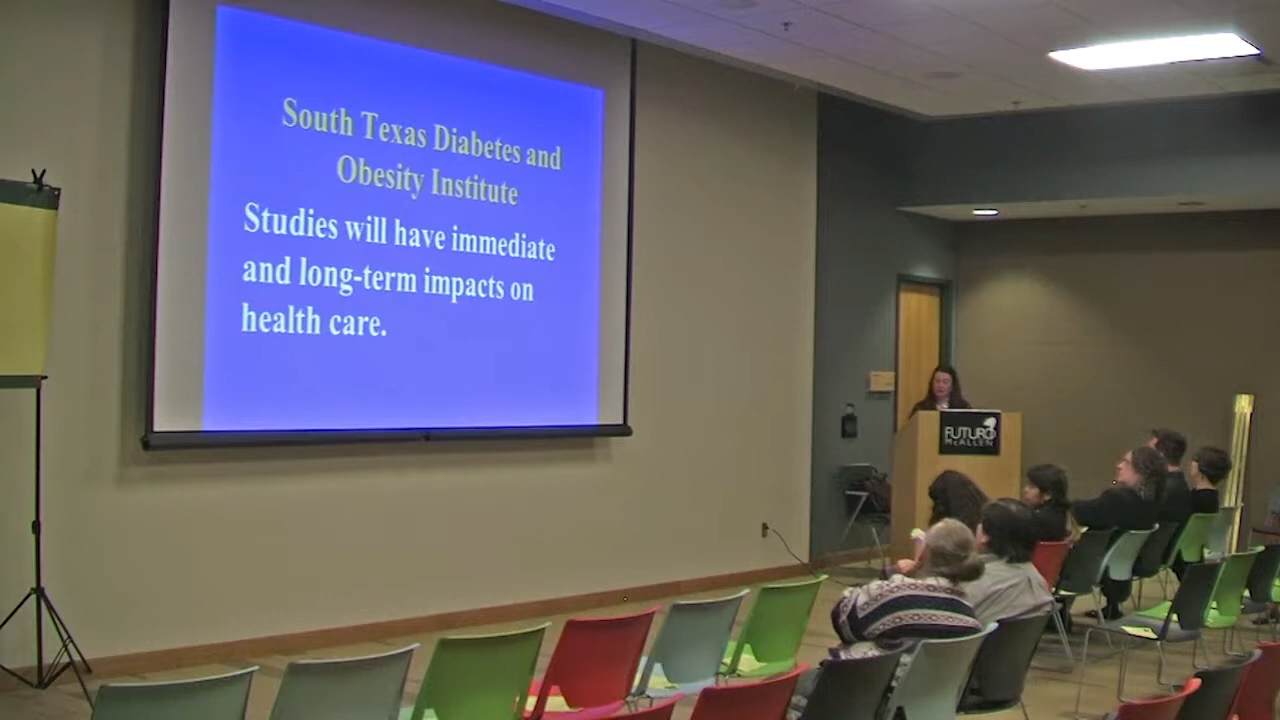 South Texas Diabetes and
Obesity Institute
Studies will have immediate
and long-term impacts on
health care.
FUTURO
McALLEN